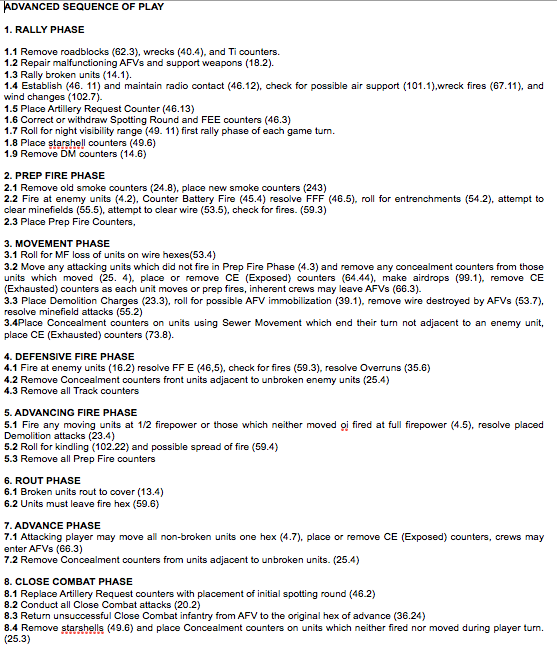 ADVANCED SEQUENCE OF PLAY
1. RALLY PHASE
1.1 Remove roadblocks (62.3), wrecks (40.4), and Ti counters.
1.2 Repair malfunctioning AFVs and support weapons (18.2).
1.3 Rally broken units (14.1).
1.4 Establish (46. 11) and maintain radio contact (46.12), check for possible air support (101.1),wreck fires (67.11), and
wind changes (102.7).
1.5 Place Artillery Request Counter (46.13)
1.6 Correct or withdraw Spotting Round and FEE counters (46.3)
1.7 Roll for night visibility range (49. 11) first rally phase of each game turn.
1.8 Place starshell counters (49.6)
1.9 Remove DM counters (14.6)
2. PREP FIRE PHASE
2.1 Remove old smoke counters (24.8), place new smoke counters (243)
2.2 Fire at enemy units (4.2), Counter Battery Fire (45.4) resolve FFF (46.5), roll for entrenchments (54.2), attempt to
clear minefields (55.5), attempt to clear wire (53.5), check for fires. (59.3)
2.3 Place Prep Fire Counters,
3. MOVEMENT PHASE
3.1 Roll for MF loss of units on wire hexes(53.4)
3.2 Move any attacking units which did not fire in Prep Fire Phase (4.3) and remove any concealment counters from those
units which moved (25. 4), place or remove CE (Exposed) counters (64.44), make airdrops (99.1), remove CE
(Exhausted) counters as each unit moves or prep fires, inherent crews may leave AFVs (66.3).
3.3 Place Demolition Charges (23.3), roll for possible AFV immobilization (39.1), remove wire destroyed by AFVs (53.7),
resolve minefield attacks (55.2)
3.4Place Concealment counters on units using Sewer Movement which end their turn not adjacent to an enemy unit,
place CE (Exhausted) counters (73.8).
4. DEFENSIVE FIRE PHASE
4.1 Fire at enemy units (16.2) resolve FF E (46,5), check for fires (59.3), resolve Overruns (35.6)
4.2 Remove Concealment counters front units adjacent to unbroken enemy units (25.4)
4.3 Remove all Track counters
5. ADVANCING FIRE PHASE
5.1 Fire any moving units at 1/2 firepower or those which neither moved oi fired at full firepower (4.5), resolve placed
Demolition attacks (23.4)
5.2 Roll for kindling (102.22) and possible spread of fire (59.4)
5.3 Remove all Prep Fire counters
6. ROUT PHASE
6.1 Broken units rout to cover (13.4)
6.2 Units must leave fire hex (59.6)
7. ADVANCE PHASE
7.1 Attacking player may move all non-broken units one hex (4.7), place or remove CE (Exposed) counters, crews may
enter AFVs (66.3)
7.2 Remove Concealment counters from units adjacent to unbroken units. (25.4)
8. CLOSE COMBAT PHASE
8.1 Replace Artillery Request counters with placement of initial spotting round (46.2)
8.2 Conduct all Close Combat attacks (20.2)
8.3 Return unsuccessful Close Combat infantry from AFV to the original hex of advance (36.24)
8.4 Remove starshells (49.6) and place Concealment counters on units which neither fired nor moved during player turn.
(25.3)